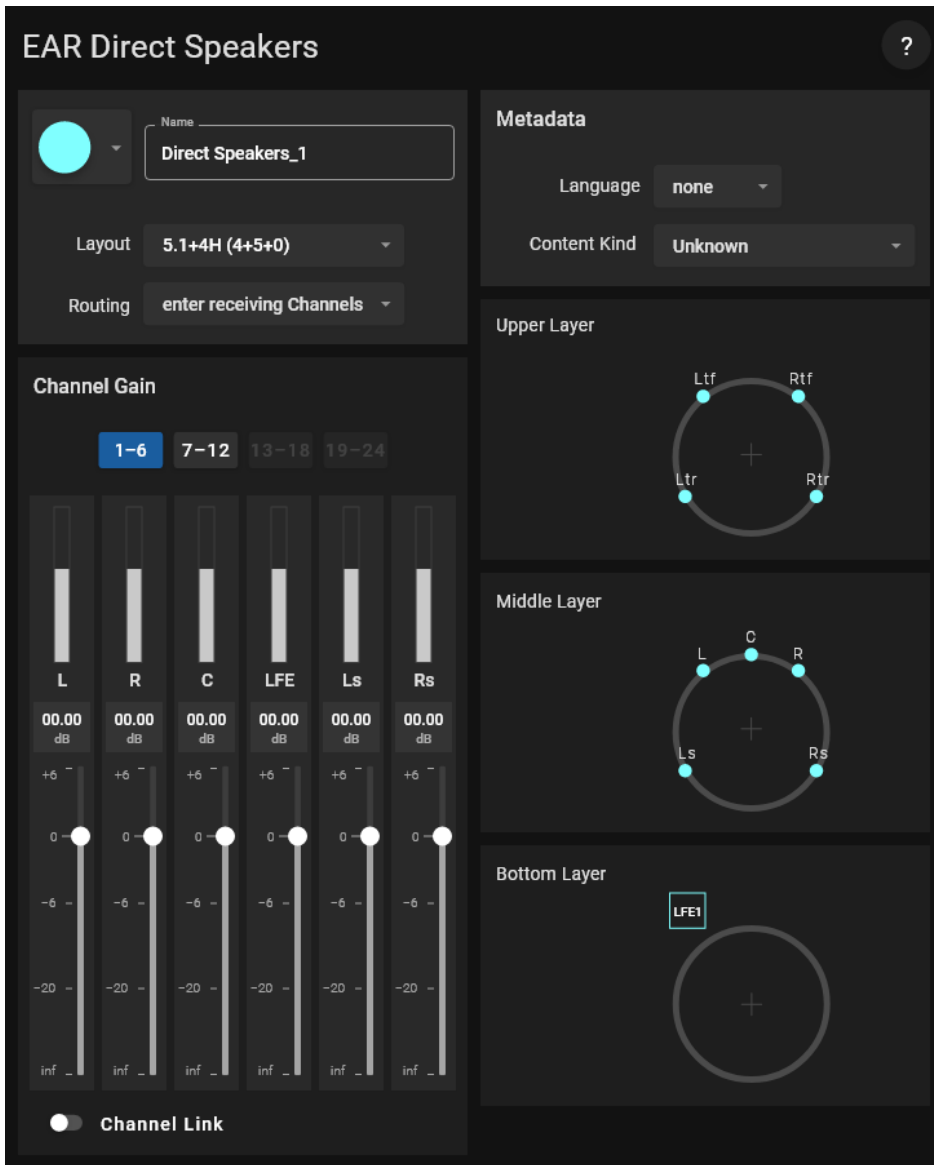 EAR Direct Speakers
?
Name
Direct Speakers_1
Layout 5.1+4H (4+5+0)
Routing enter receiving Channels
Metadata
Language none
Content Kind Unknown
Channel Gain
1–6 7–12 13–18 19–24
L R C LFE Ls Rs
00.00 00.00 00.00 00.00 00.00 00.00
dB dB dB dB dB dB
+6 +6 +6 +6 +6 +6
0 0 0 0 0 0
-6 -6 -6 -6 -6 -6
-20 -20 -20 -20 -20 -20
inf inf inf inf inf inf
Channel Link
Upper Layer
Ltf Rtf
Ltr Rtr
Middle Layer
C
L R
Ls Rs
Bottom Layer
LFE1